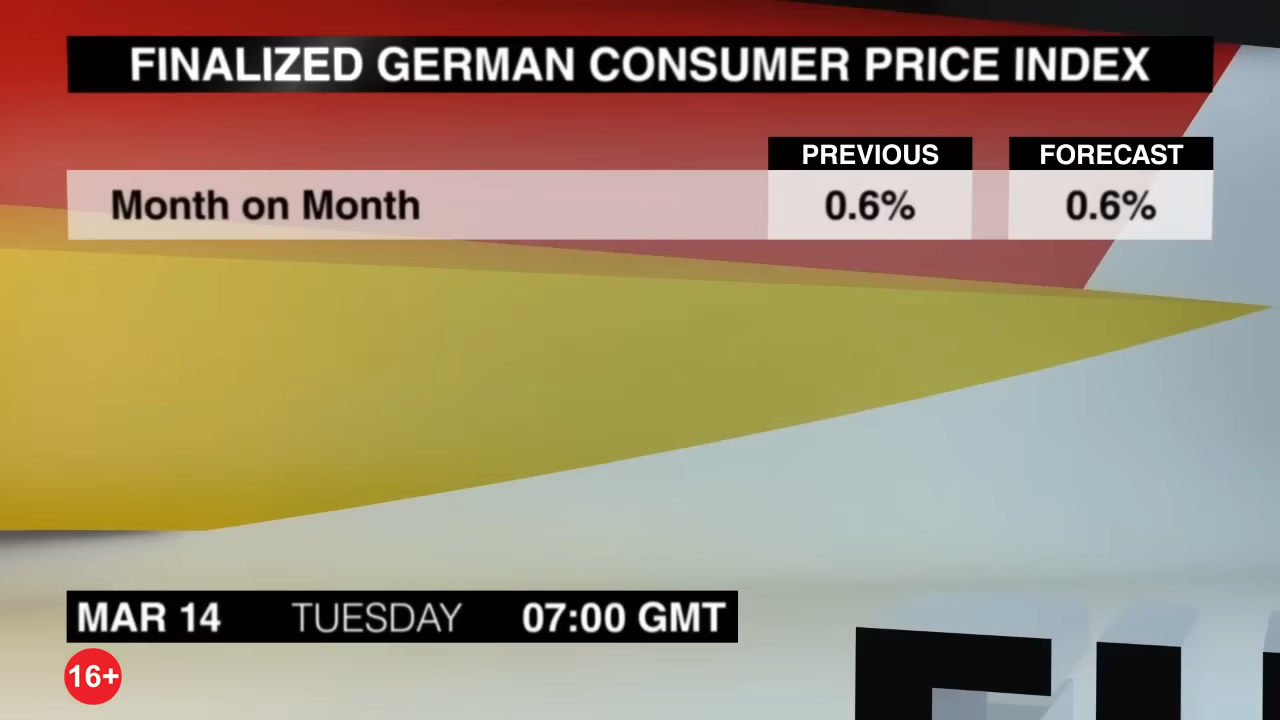 FINALIZED GERMAN CONSUMER PRICE INDEX
PREVIOUS FORECAST
Month on Month 0.6% 0.6%
MAR 14 TUESDAY 07:00 GMT
16+